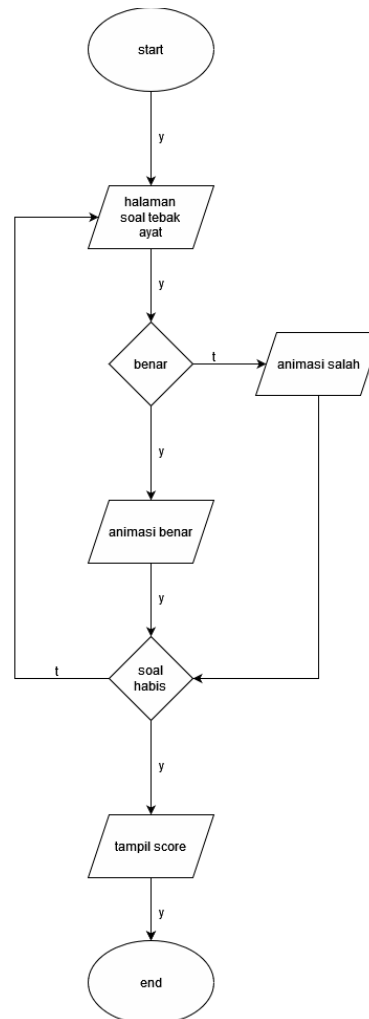 start
y
halaman
soal tebak
ayat
y
benar
t
animasi salah
y
animasi benar
y
t
soal
habis
y
tampil score
y
end